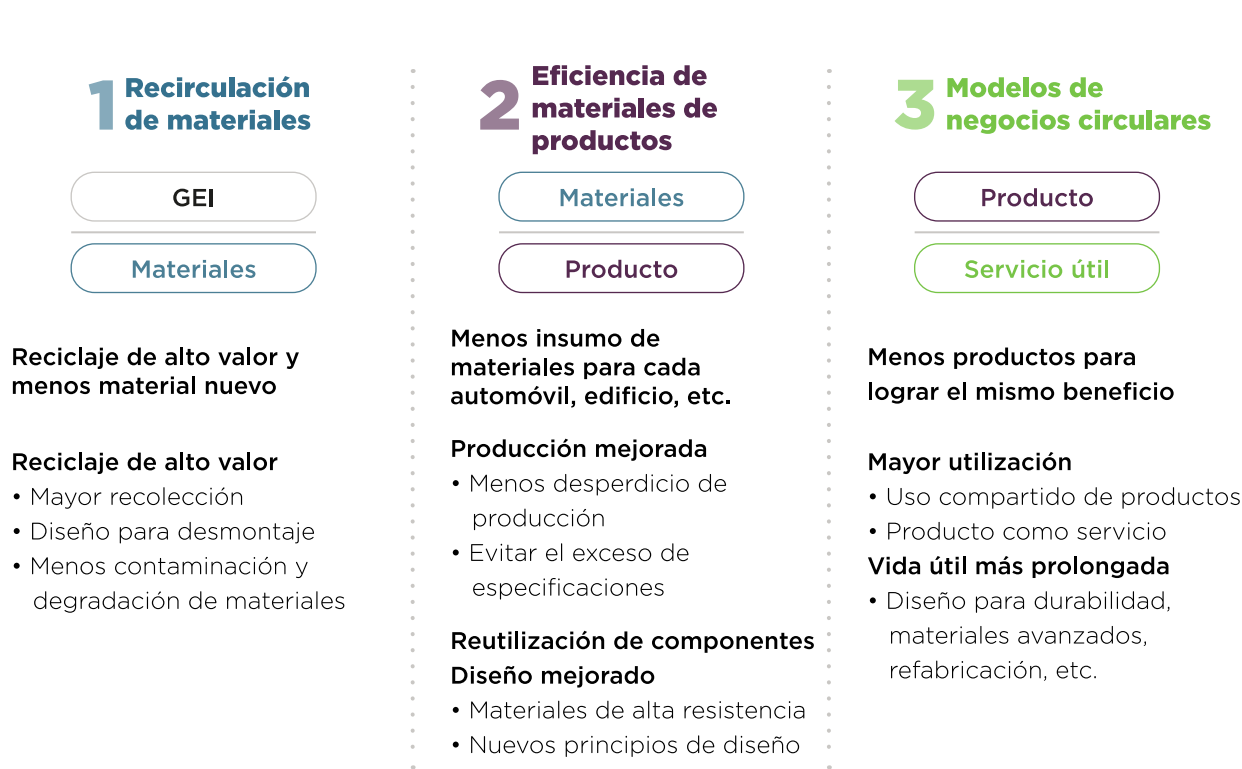 1 Recirculación
de materiales
GEI
Materiales
Reciclaje de alto valor y
menos material nuevo
Reciclaje de alto valor
• Mayor recolección
• Diseño para desmontaje
• Menos contaminación y
degradación de materiales
2 Eficiencia de
materiales de
productos
Materiales
Producto
Menos insumo de
materiales para cada
automóvil, edificio, etc.
Producción mejorada
• Menos desperdicio de
producción
• Evitar el exceso de
especificaciones
Reutilización de componentes
Diseño mejorado
• Materiales de alta resistencia
• Nuevos principios de diseño
3 Modelos de
negocios circulares
Producto
Servicio útil
Menos productos para
lograr el mismo beneficio
Mayor utilización
• Uso compartido de productos
• Producto como servicio
Vida útil más prolongada
• Diseño para durabilidad,
materiales avanzados,
refabricación, etc.